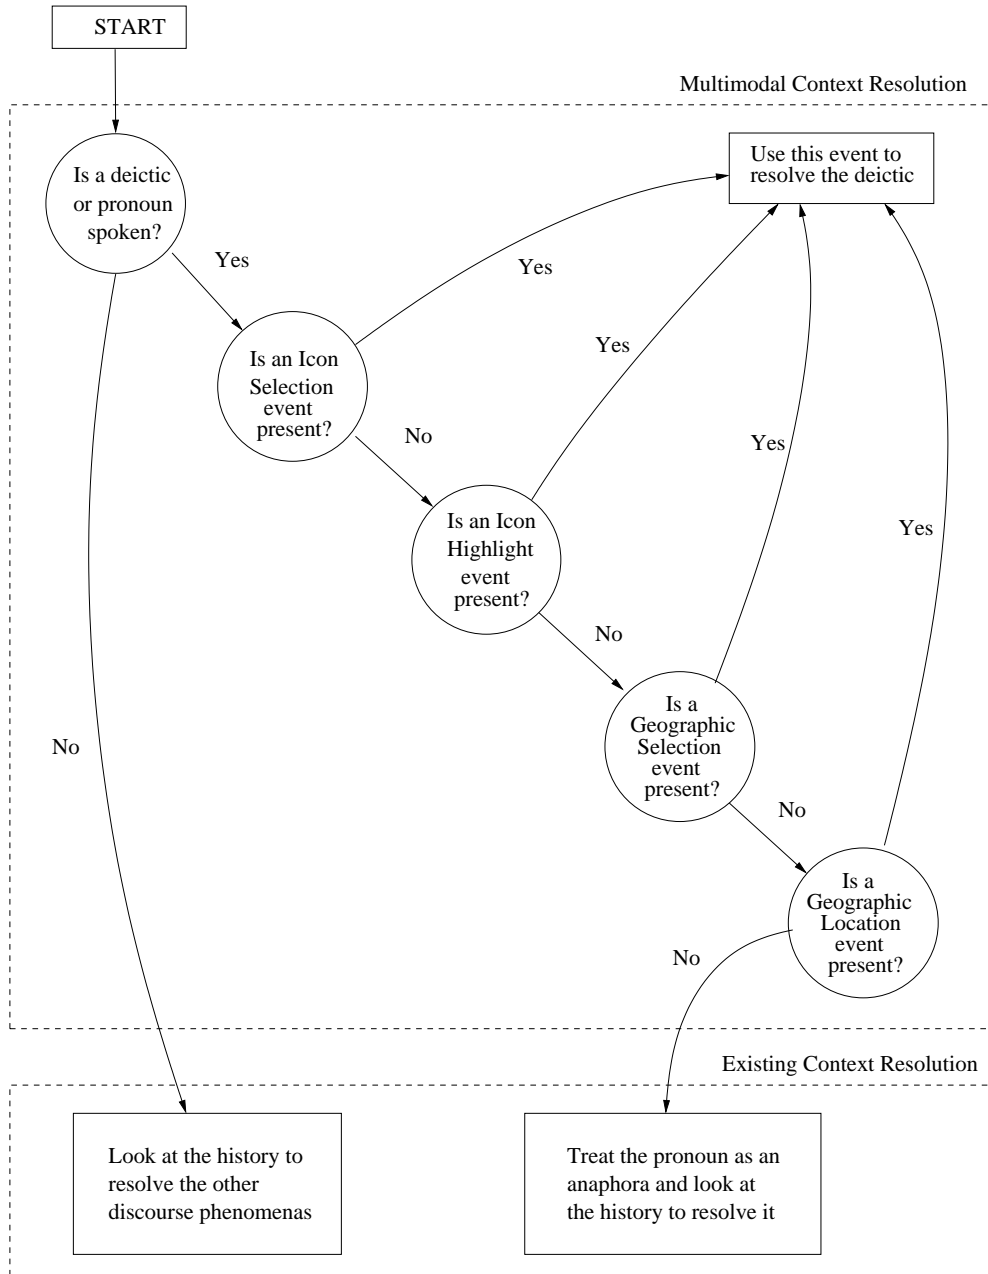 START
Multimodal Context Resolution
Is a deictic
or pronoun
spoken?
Use this event to
resolve the deictic
Yes
Yes
Is an Icon
Selection
event
present?
Yes
No
Yes
Is an Icon
Highlight
event
present?
Yes
No
Is a
Geographic
Selection
event
present?
No
No
Is a
Geographic
Location
event
present?
No
Existing Context Resolution
Look at the history to
resolve the other
discourse phenomenas
Treat the pronoun as an
anaphora and look at
the history to resolve it